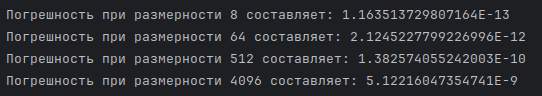 Погрешность при размерности 8 составляет: 1.163513729807164E-13
Погрешность при размерности 64 составляет: 2.1245227799226996E-12
Погрешность при размерности 512 составляет: 1.382574055242003E-10
Погрешность при размерности 4096 составляет: 5.12216047354741E-9